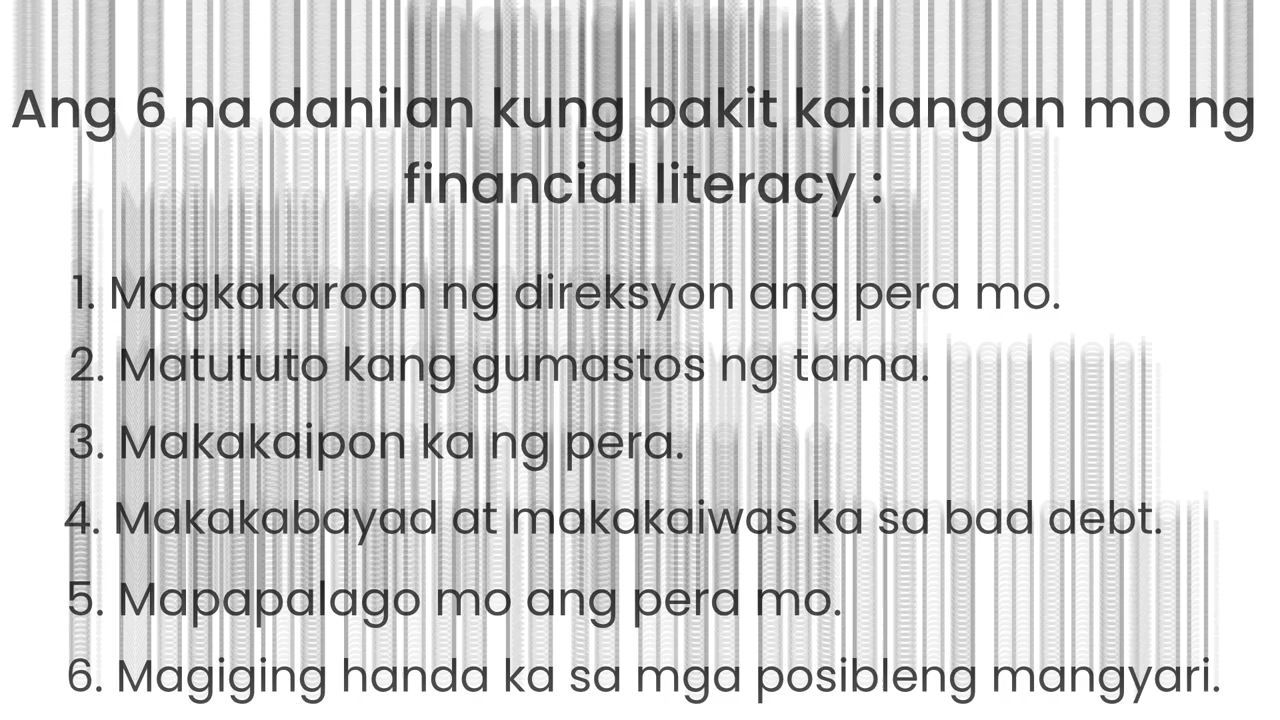 Ang 6 na dahilan kung bakit kailangan mo ng
financial literacy :
1. Magkakaroon ng direksyon ang pera mo.
2. Matututo kang gumastos ng tama.
3. Makakaipon ka ng pera.
4. Makakabayad at makakaiwas ka sa bad debt.
5. Mapapalago mo ang pera mo.
6. Magiging handa ka sa mga posibleng mangyari.